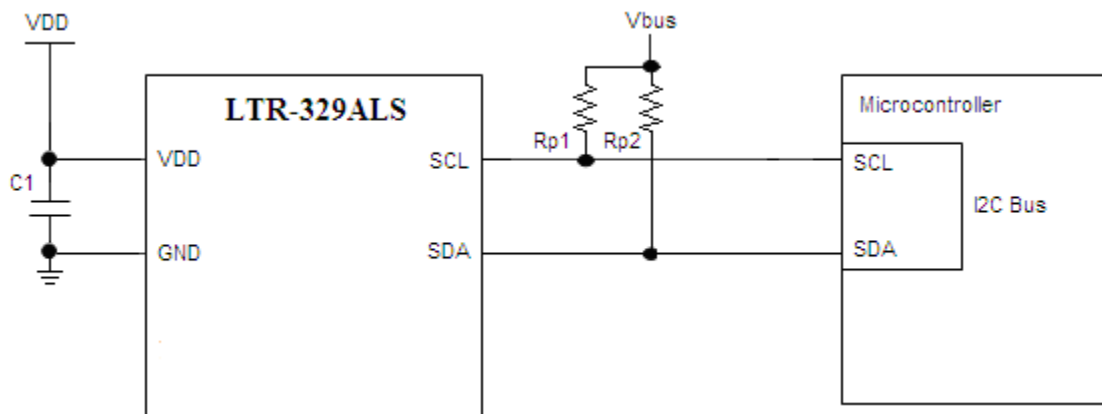 VDD
Vbus
LTR-329ALS
Microcontroller
Rp1
Rp2
VDD
SCL
SCL
C1
I2C Bus
GND
SDA
SDA